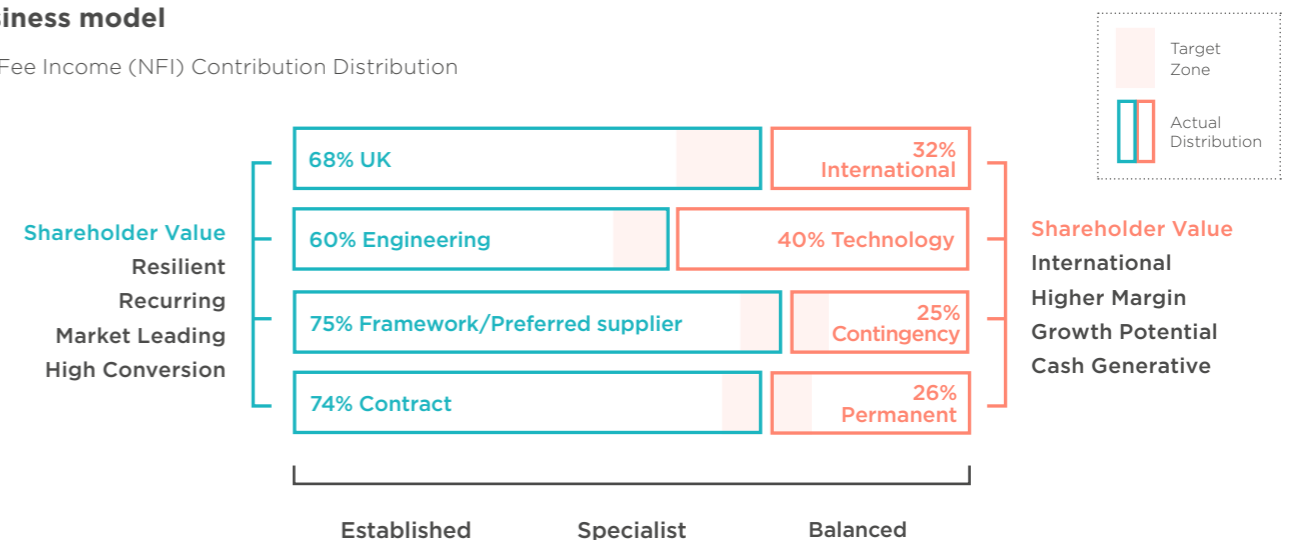 siness model
Fee Income (NFI) Contribution Distribution
Target
Zone
Actual
Distribution
68% UK
32%
International
60% Engineering
40% Technology
75% Framework/Preferred supplier
25%
Contingency
74% Contract
26%
Permanent
Shareholder Value
Resilient
Recurring
Market Leading
High Conversion
Shareholder Value
International
Higher Margin
Growth Potential
Cash Generative
Established
Specialist
Balanced